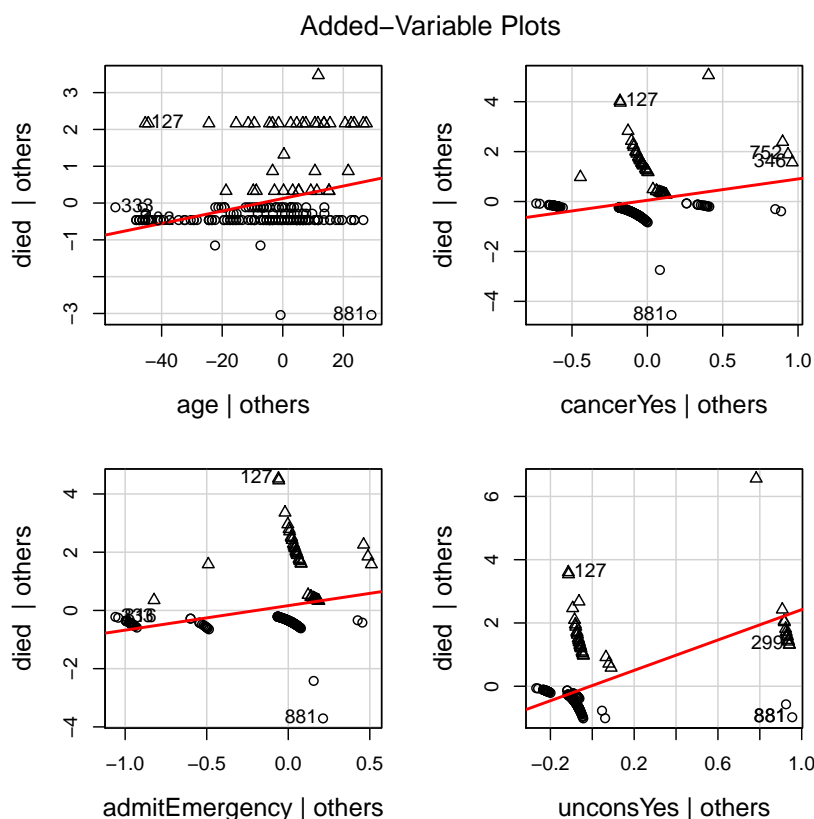 Added−Variable Plots
3
2
1
0
−1
−3
died | others
127
333
881
−40 −20 0 20
age | others
4
2
0
−2
−4
died | others
127
752
346
881
−0.5 0.0 0.5 1.0
cancerYes | others
4
2
0
−2
−4
died | others
127
881
−1.0 −0.5 0.0 0.5
admitEmergency | others
6
4
2
0
died | others
127
299
881
−0.2 0.2 0.6 1.0
unconsYes | others